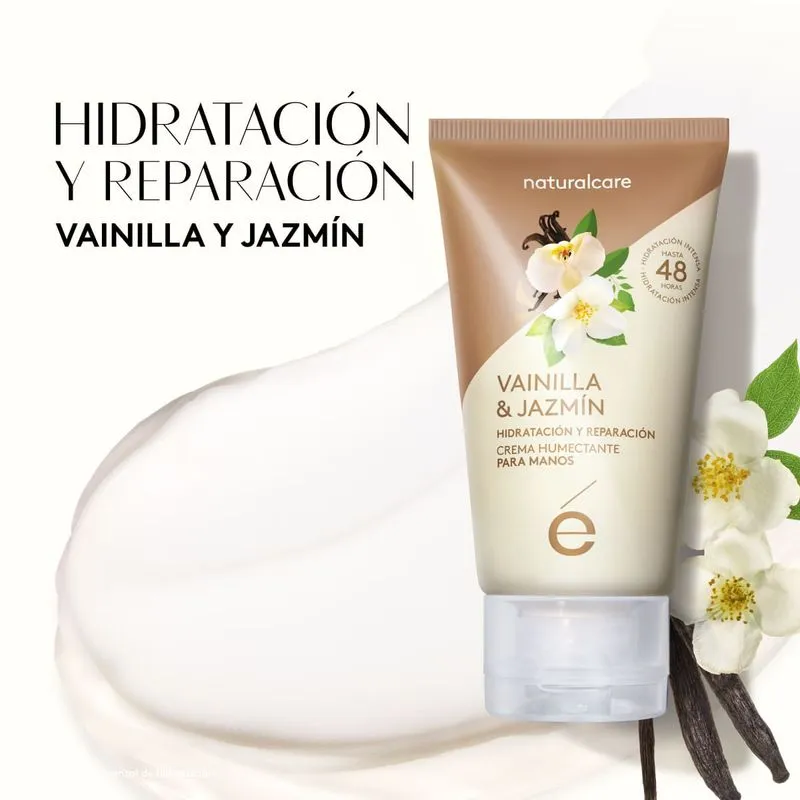 HIDRATACIÓN
Y REPARACIÓN
VAINILLA Y JAZMÍN
naturalcare
HIDRATACIÓN INTENSA
HASTA
48
HORAS
HIDRATACIÓN INTENSA
VAINILLA
& JAZMÍN
HIDRATACIÓN Y REPARACIÓN
CREMA HUMECTANTE
PARA MANOS
é